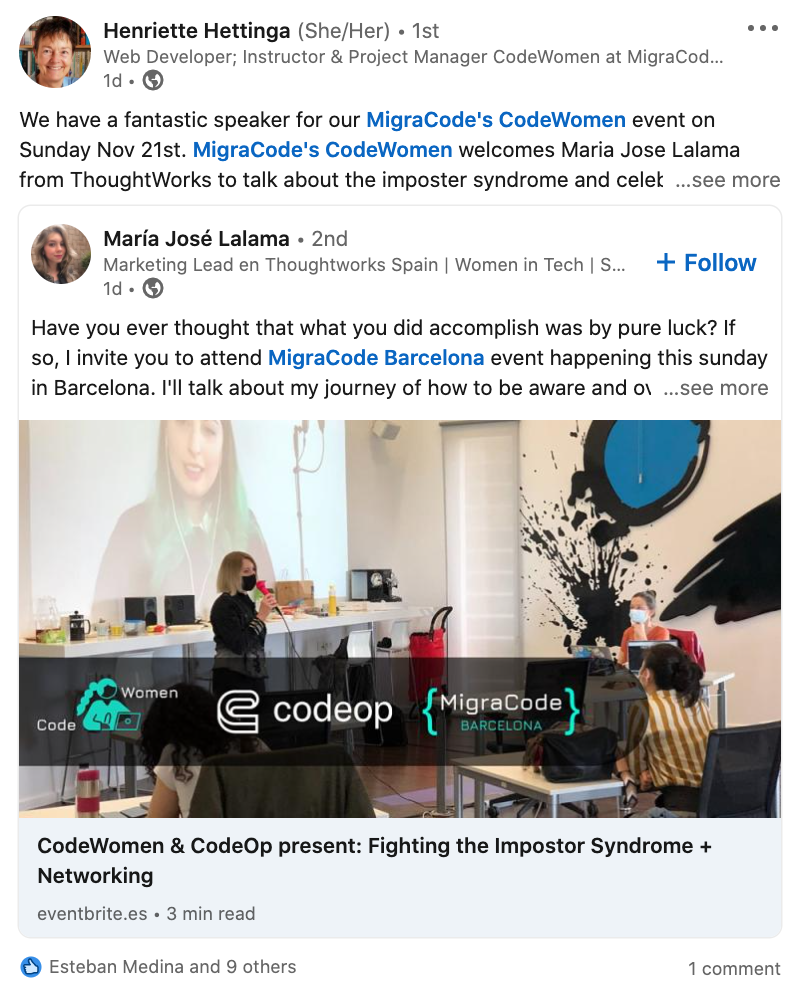 Henriette Hettinga (She/Her) • 1st
Web Developer; Instructor & Project Manager CodeWomen at MigraCod...
1d •
We have a fantastic speaker for our MigraCode's CodeWomen event on
Sunday Nov 21st. MigraCode's CodeWomen welcomes Maria Jose Lalama
from ThoughtWorks to talk about the imposter syndrome and celeb ...see more
María José Lalama • 2nd
Marketing Lead en Thoughtworks Spain | Women in Tech | S...
+ Follow
1d •
Have you ever thought that what you did accomplish was by pure luck? If
so, I invite you to attend MigraCode Barcelona event happening this sunday
in Barcelona. I'll talk about my journey of how to be aware and ov ...see more
Code Women
codeop
{MigraCode}
BARCELONA
CodeWomen & CodeOp present: Fighting the Impostor Syndrome +
Networking
eventbrite.es • 3 min read
Esteban Medina and 9 others
1 comment